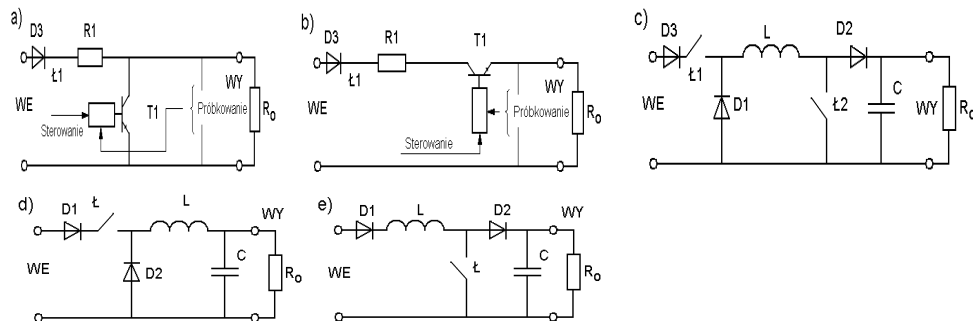 a)
D3
R1
Ł1
WE
T1
Sterowanie
Próbkowanie
WY
Ro
b)
D3
R1
T1
Ł1
WE
Próbkowanie
Sterowanie
WY
Ro
c)
D3
Ł1
L
D2
WE
D1
Ł2
C
WY
Ro
d)
D1
Ł
L
WY
WE
D2
C
Ro
e)
D1
L
D2
WY
WE
Ł
C
Ro